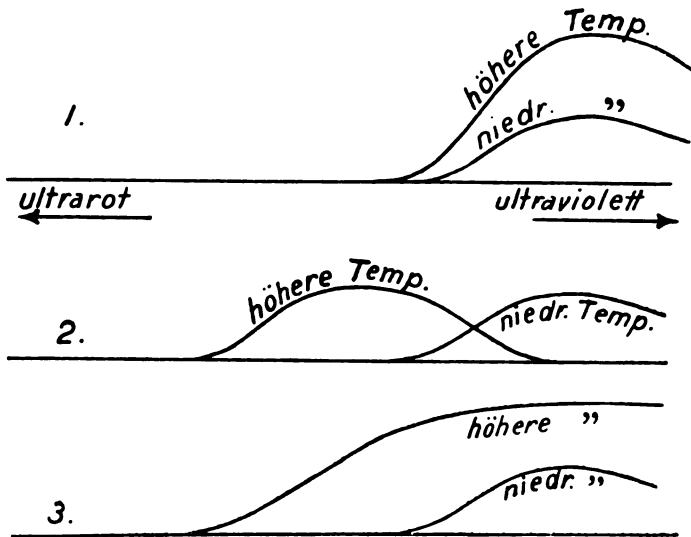 höhere Temp.
1.
niedr. „
ultrarot
ultraviolett
höhere Temp.
2.
niedr. Temp.
höhere „
niedr. „
3.